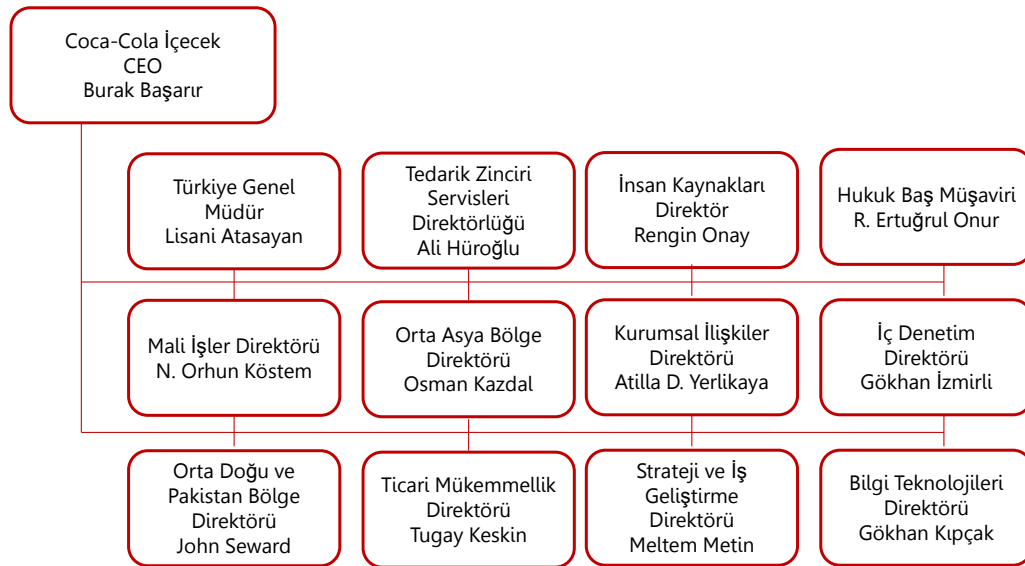 Coca-Cola İçecek
CEO
Burak Başarır
Türkiye Genel
Müdür
Lisani Atasayan
Tedarik Zinciri
Servisleri
Direktörlüğü
Ali Hüroğlu
İnsan Kaynakları
Direktör
Rengin Onay
Hukuk Baş Müşaviri
R. Ertuğrul Onur
Mali İşler Direktörü
N. Orhun Köstem
Orta Asya Bölge
Direktörü
Osman Kazdal
Kurumsal İlişkiler
Direktörü
Atilla D. Yerlikaya
İç Denetim
Direktörü
Gökhan İzmirli
Orta Doğu ve
Pakistan Bölge
Direktörü
John Seward
Ticari Mükemmellik
Direktörü
Tugay Keskin
Strateji ve İş
Geliştirme
Direktörü
Meltem Metin
Bilgi Teknolojileri
Direktörü
Gökhan Kıpçak